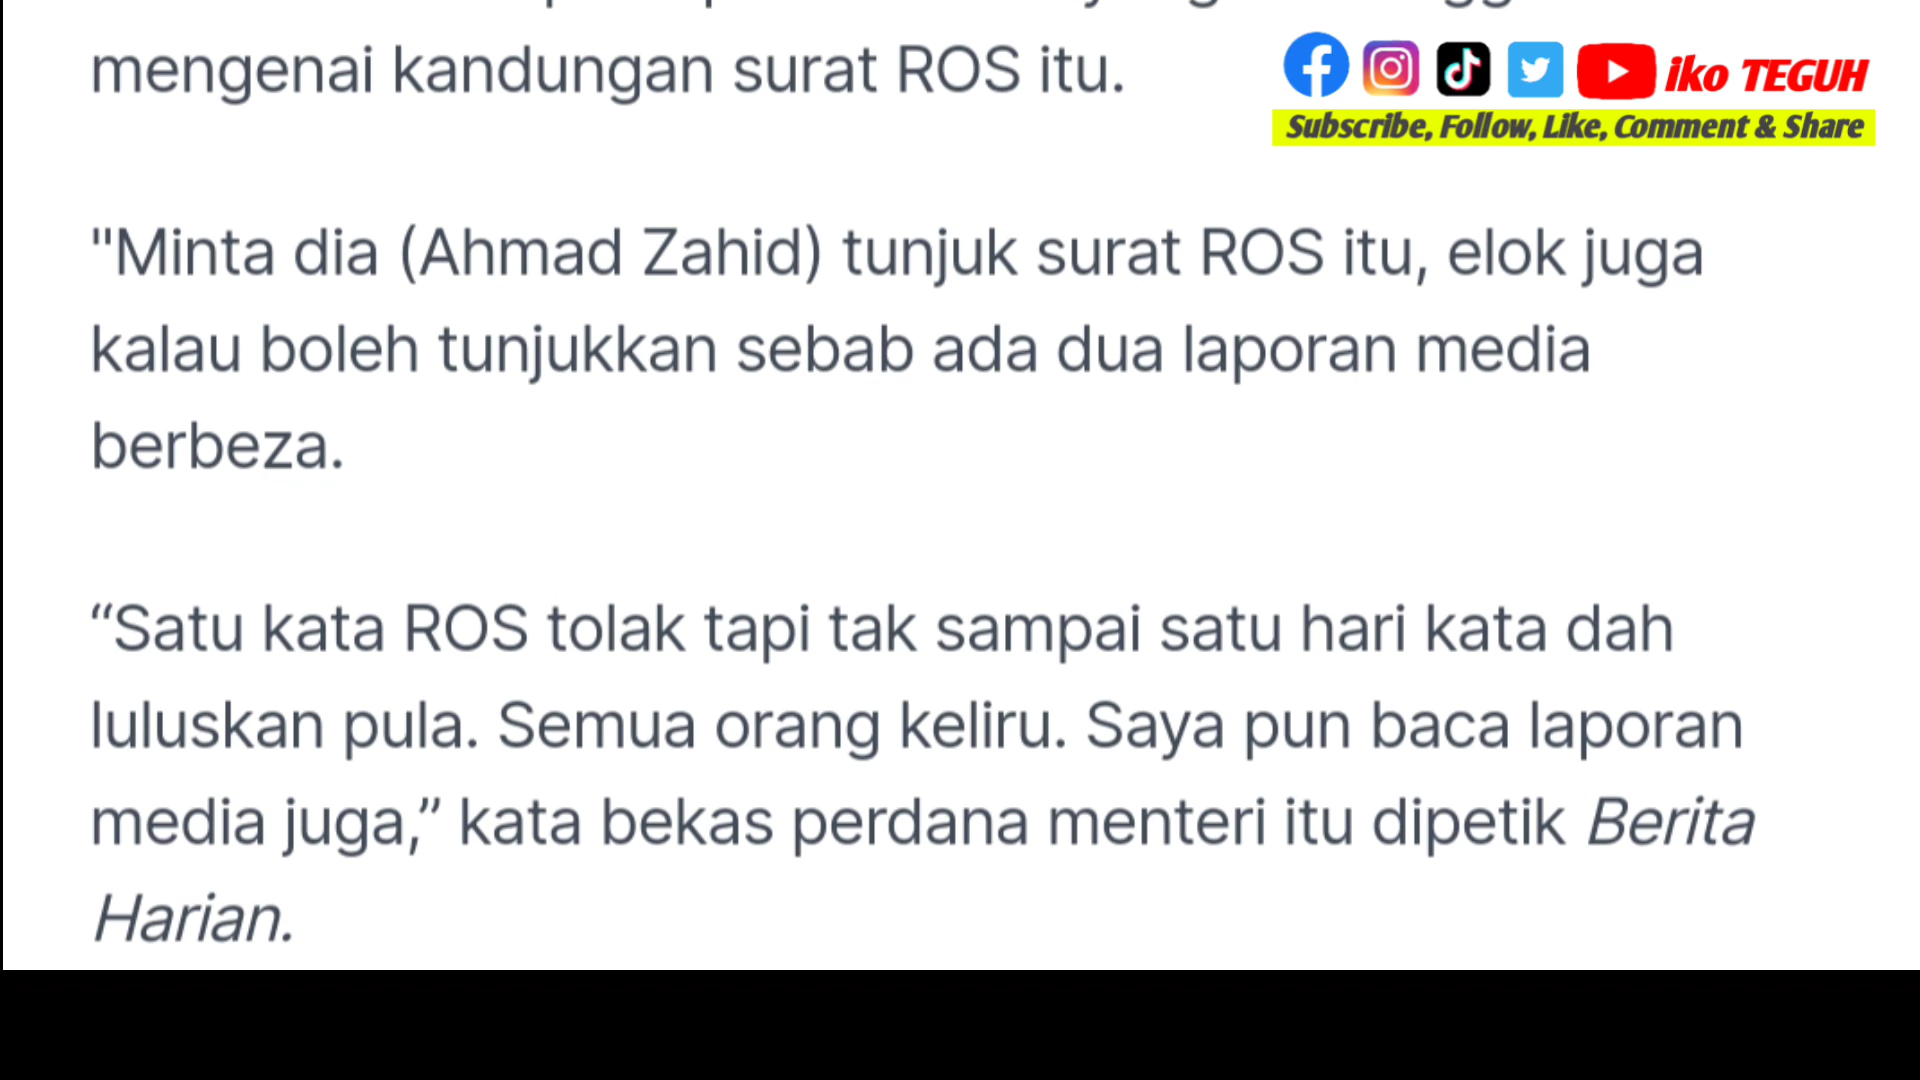 mengenai kandungan surat ROS itu.
iko TEGUH
Subscribe, Follow, Like, Comment & Share
"Minta dia (Ahmad Zahid) tunjuk surat ROS itu, elok juga
kalau boleh tunjukkan sebab ada dua laporan media
berbeza.
“Satu kata ROS tolak tapi tak sampai satu hari kata dah
luluskan pula. Semua orang keliru. Saya pun baca laporan
media juga,” kata bekas perdana menteri itu dipetik Berita
Harian.